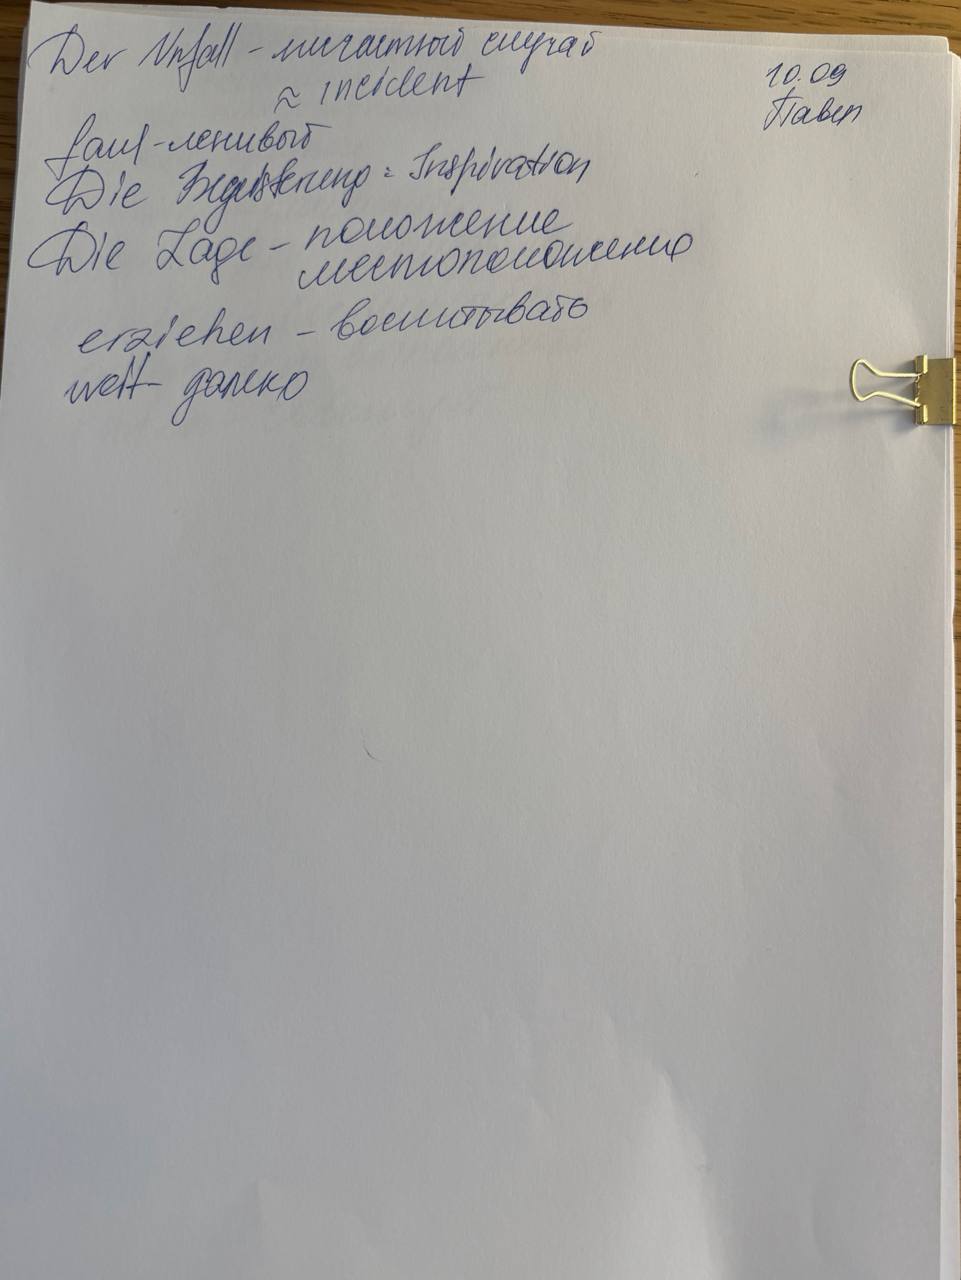 Der Unfall - несчастный случай
≈ incident
10.09
Павел
faul - ленивый
Die Begeisterung = Inspiration
Die Lage - положение
местоположение
erziehen - воспитывать
weit - далеко